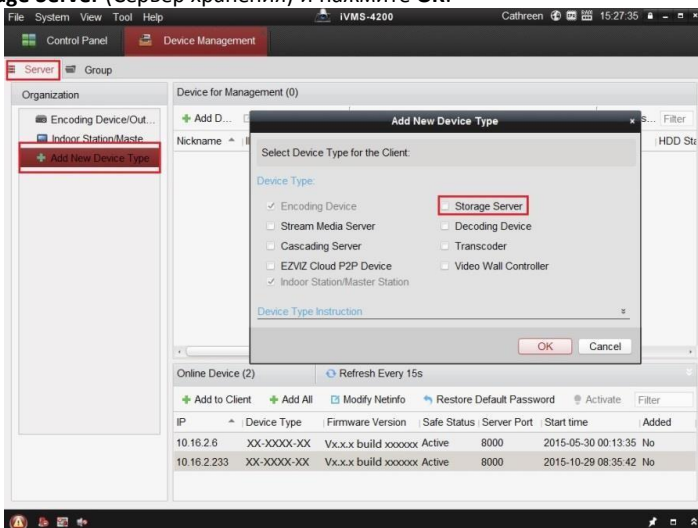 age Server (Сервер хранения) и нажмите OK.
File System View Tool Help iVMS-4200 Cathreen 15:27:35
Control Panel Device Management
Server Group
Organization
Encoding Device/Out...
Indoor Station/Maste...
Add New Device Type
Device for Management (0)
Add D... s... Filter
Nickname HDD Sta
Add New Device Type
Select Device Type for the Client:
Device Type:
Encoding Device Storage Server
Stream Media Server Decoding Device
Cascading Server Transcoder
EZVIZ Cloud P2P Device Video Wall Controller
Indoor Station/Master Station
Device Type Instruction
OK Cancel
Online Device (2) Refresh Every 15s
Add to Client Add All Modify Netinfo Restore Default Password Activate Filter
IP Device Type Firmware Version Safe Status Server Port Start time Added
10.16.2.6 XX-XXXX-XX Vx.x.x build xxxxxx Active 8000 2015-05-30 00:13:35 No
10.16.2.233 XX-XXXX-XX Vx.x.x build xxxxxx Active 8000 2015-10-29 08:35:42 No